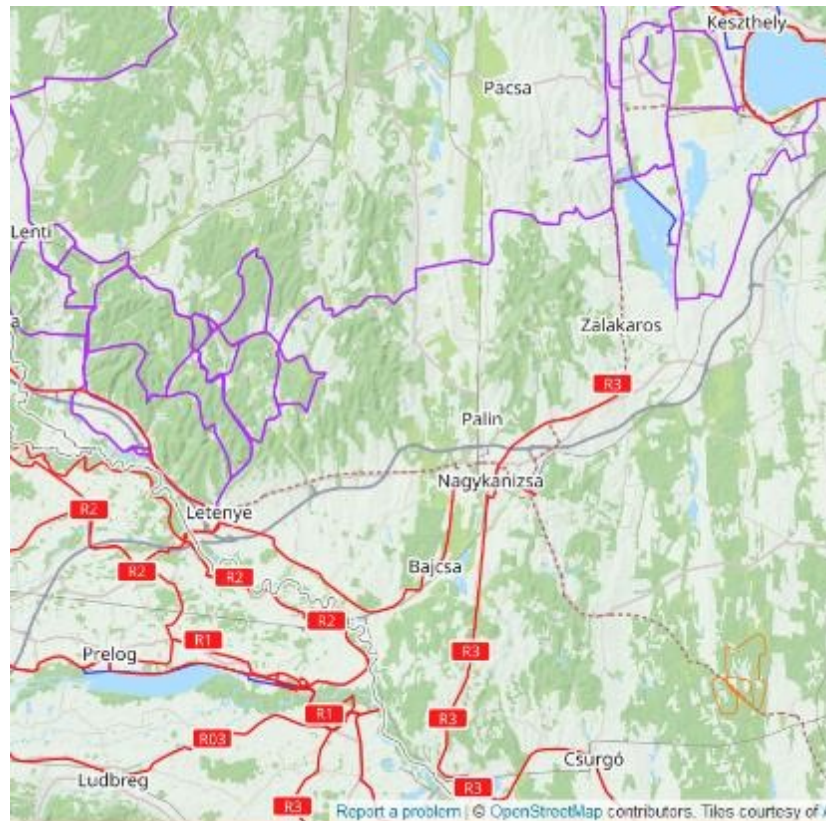 Keszthely
Pacsa
Lenti
a
Zalakaros
R3
Palin
Nagykanizsa
R2
Letenye
R2
R2
Bajcsa
R2
R1
Prelog
R3
R1
R3
R03
Csurgó
Ludbreg
R3
R3
Report a problem | © OpenStreetMap contributors. Tiles courtesy of A